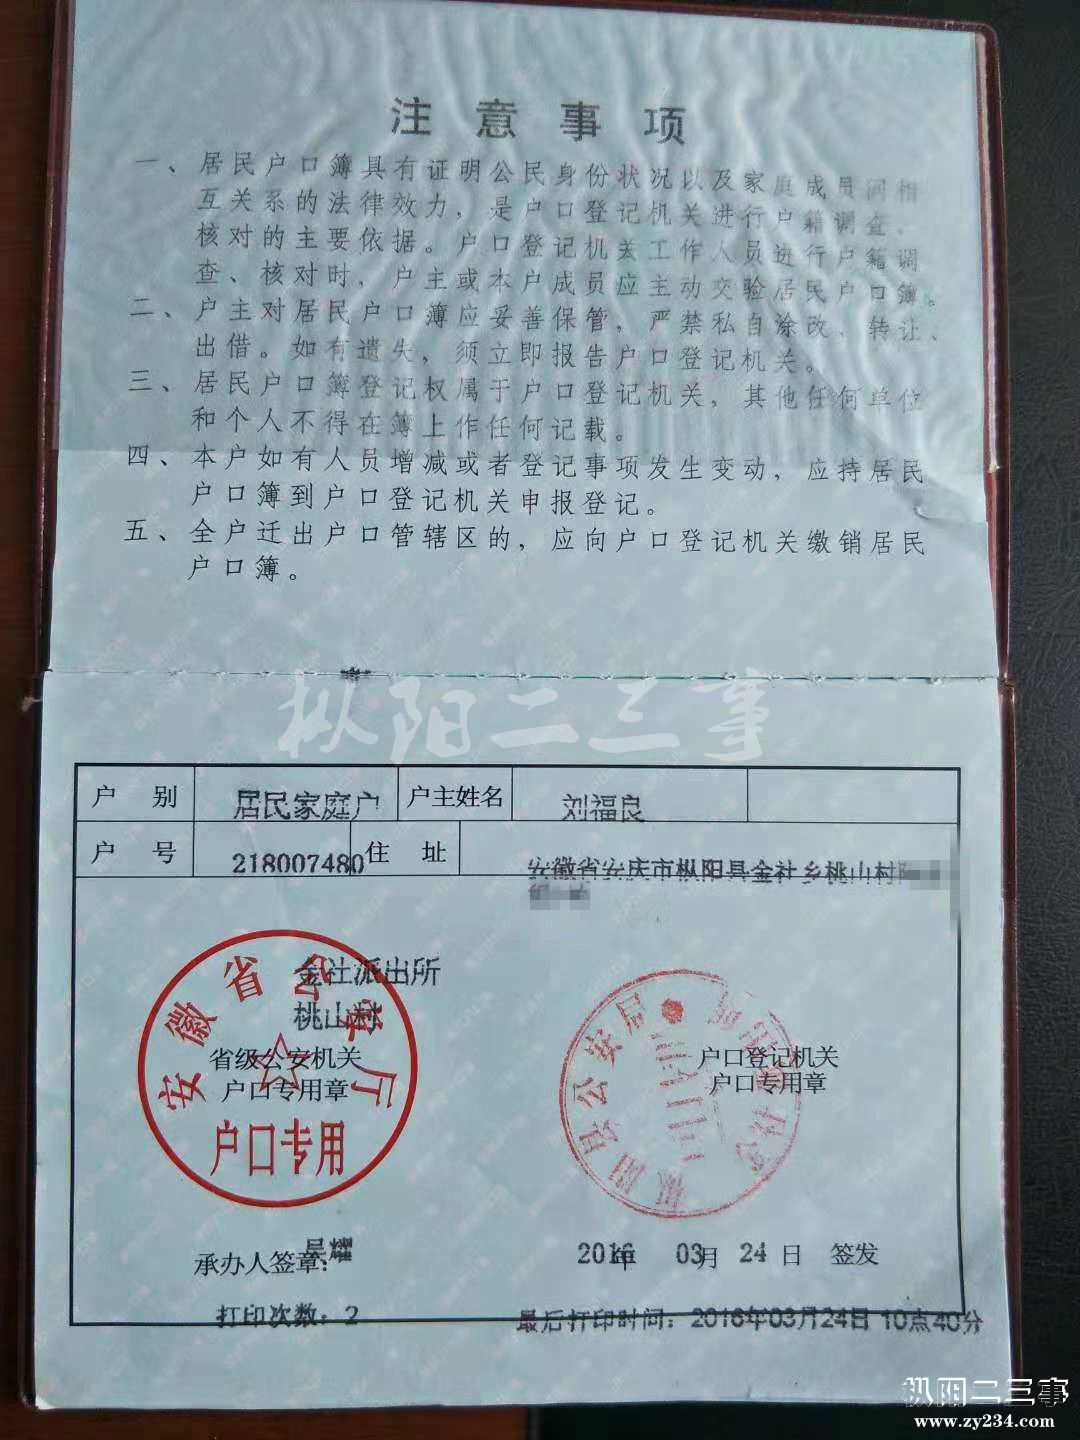 注意事项
一、居民户口簿具有证明公民身份状况以及家庭成员间相
互关系的法律效力，是户口登记机关进行户籍调查、
核对的主要依据。户口登记机关工作人员进行户籍调
查、核对时，户主或本户成员应主动交验居民户口簿。
二、户主对居民户口簿应妥善保管，严禁私自涂改、转让、
出借。如有遗失，须立即报告户口登记机关。
三、居民户口簿登记权属于户口登记机关，其他任何单位
和个人不得在簿上作任何记载。
四、本户如有人员增减或者登记事项发生变动，应持居民
户口簿到户口登记机关申报登记。
五、全户迁出户口管辖区的，应向户口登记机关缴销居民
户口簿。
枞阳二三事
户 别 居民家庭户 户主姓名 刘福良
户 号 218007480 住 址 安徽省安庆市枞阳县金社乡桃山村
安徽省公安厅
金社派出所
桃山村
省级公安机关
户口专用章
户口专用
枞阳县公安局
户口登记机关
户口专用章
承办人签章：吴耀
2016年 03月 24日 签发
打印次数：2
最后打印时间：2016年03月24日10点40分
枞阳二三事
www.zy234.com